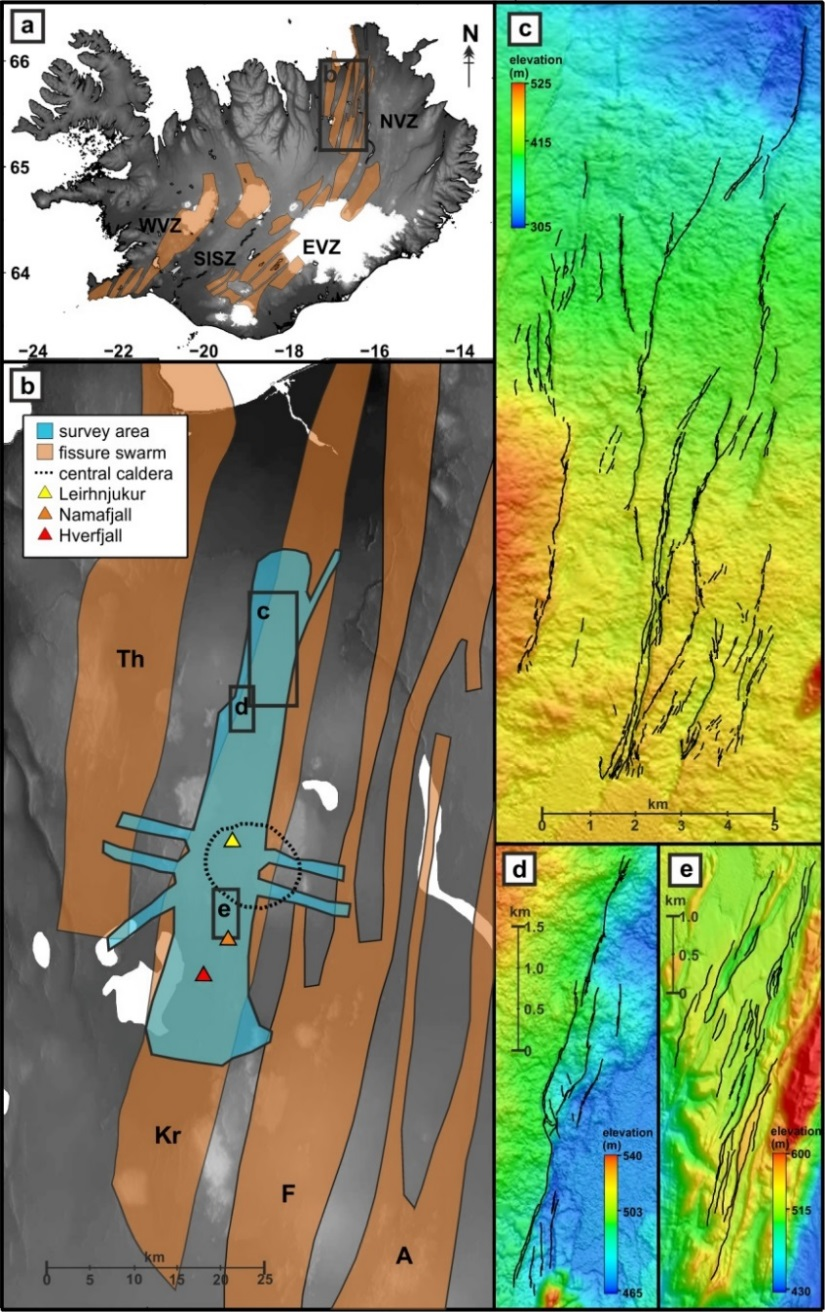 a
N
66
65
64
b
NVZ
WVZ
SISZ
EVZ
−24 −22 −20 −18 −16 −14
b
survey area
fissure swarm
central caldera
Leirhnjukur
Namafjall
Hverfjall
Th
c
d
e
Kr
F
A
km
0 5 10 15 20 25
c
elevation
(m)
525
415
305
km
0 1 2 3 4 5
d
km
1.5
1.0
0.5
0
elevation
(m)
540
503
465
e
km
1.0
0.5
0
elevation
(m)
600
515
430